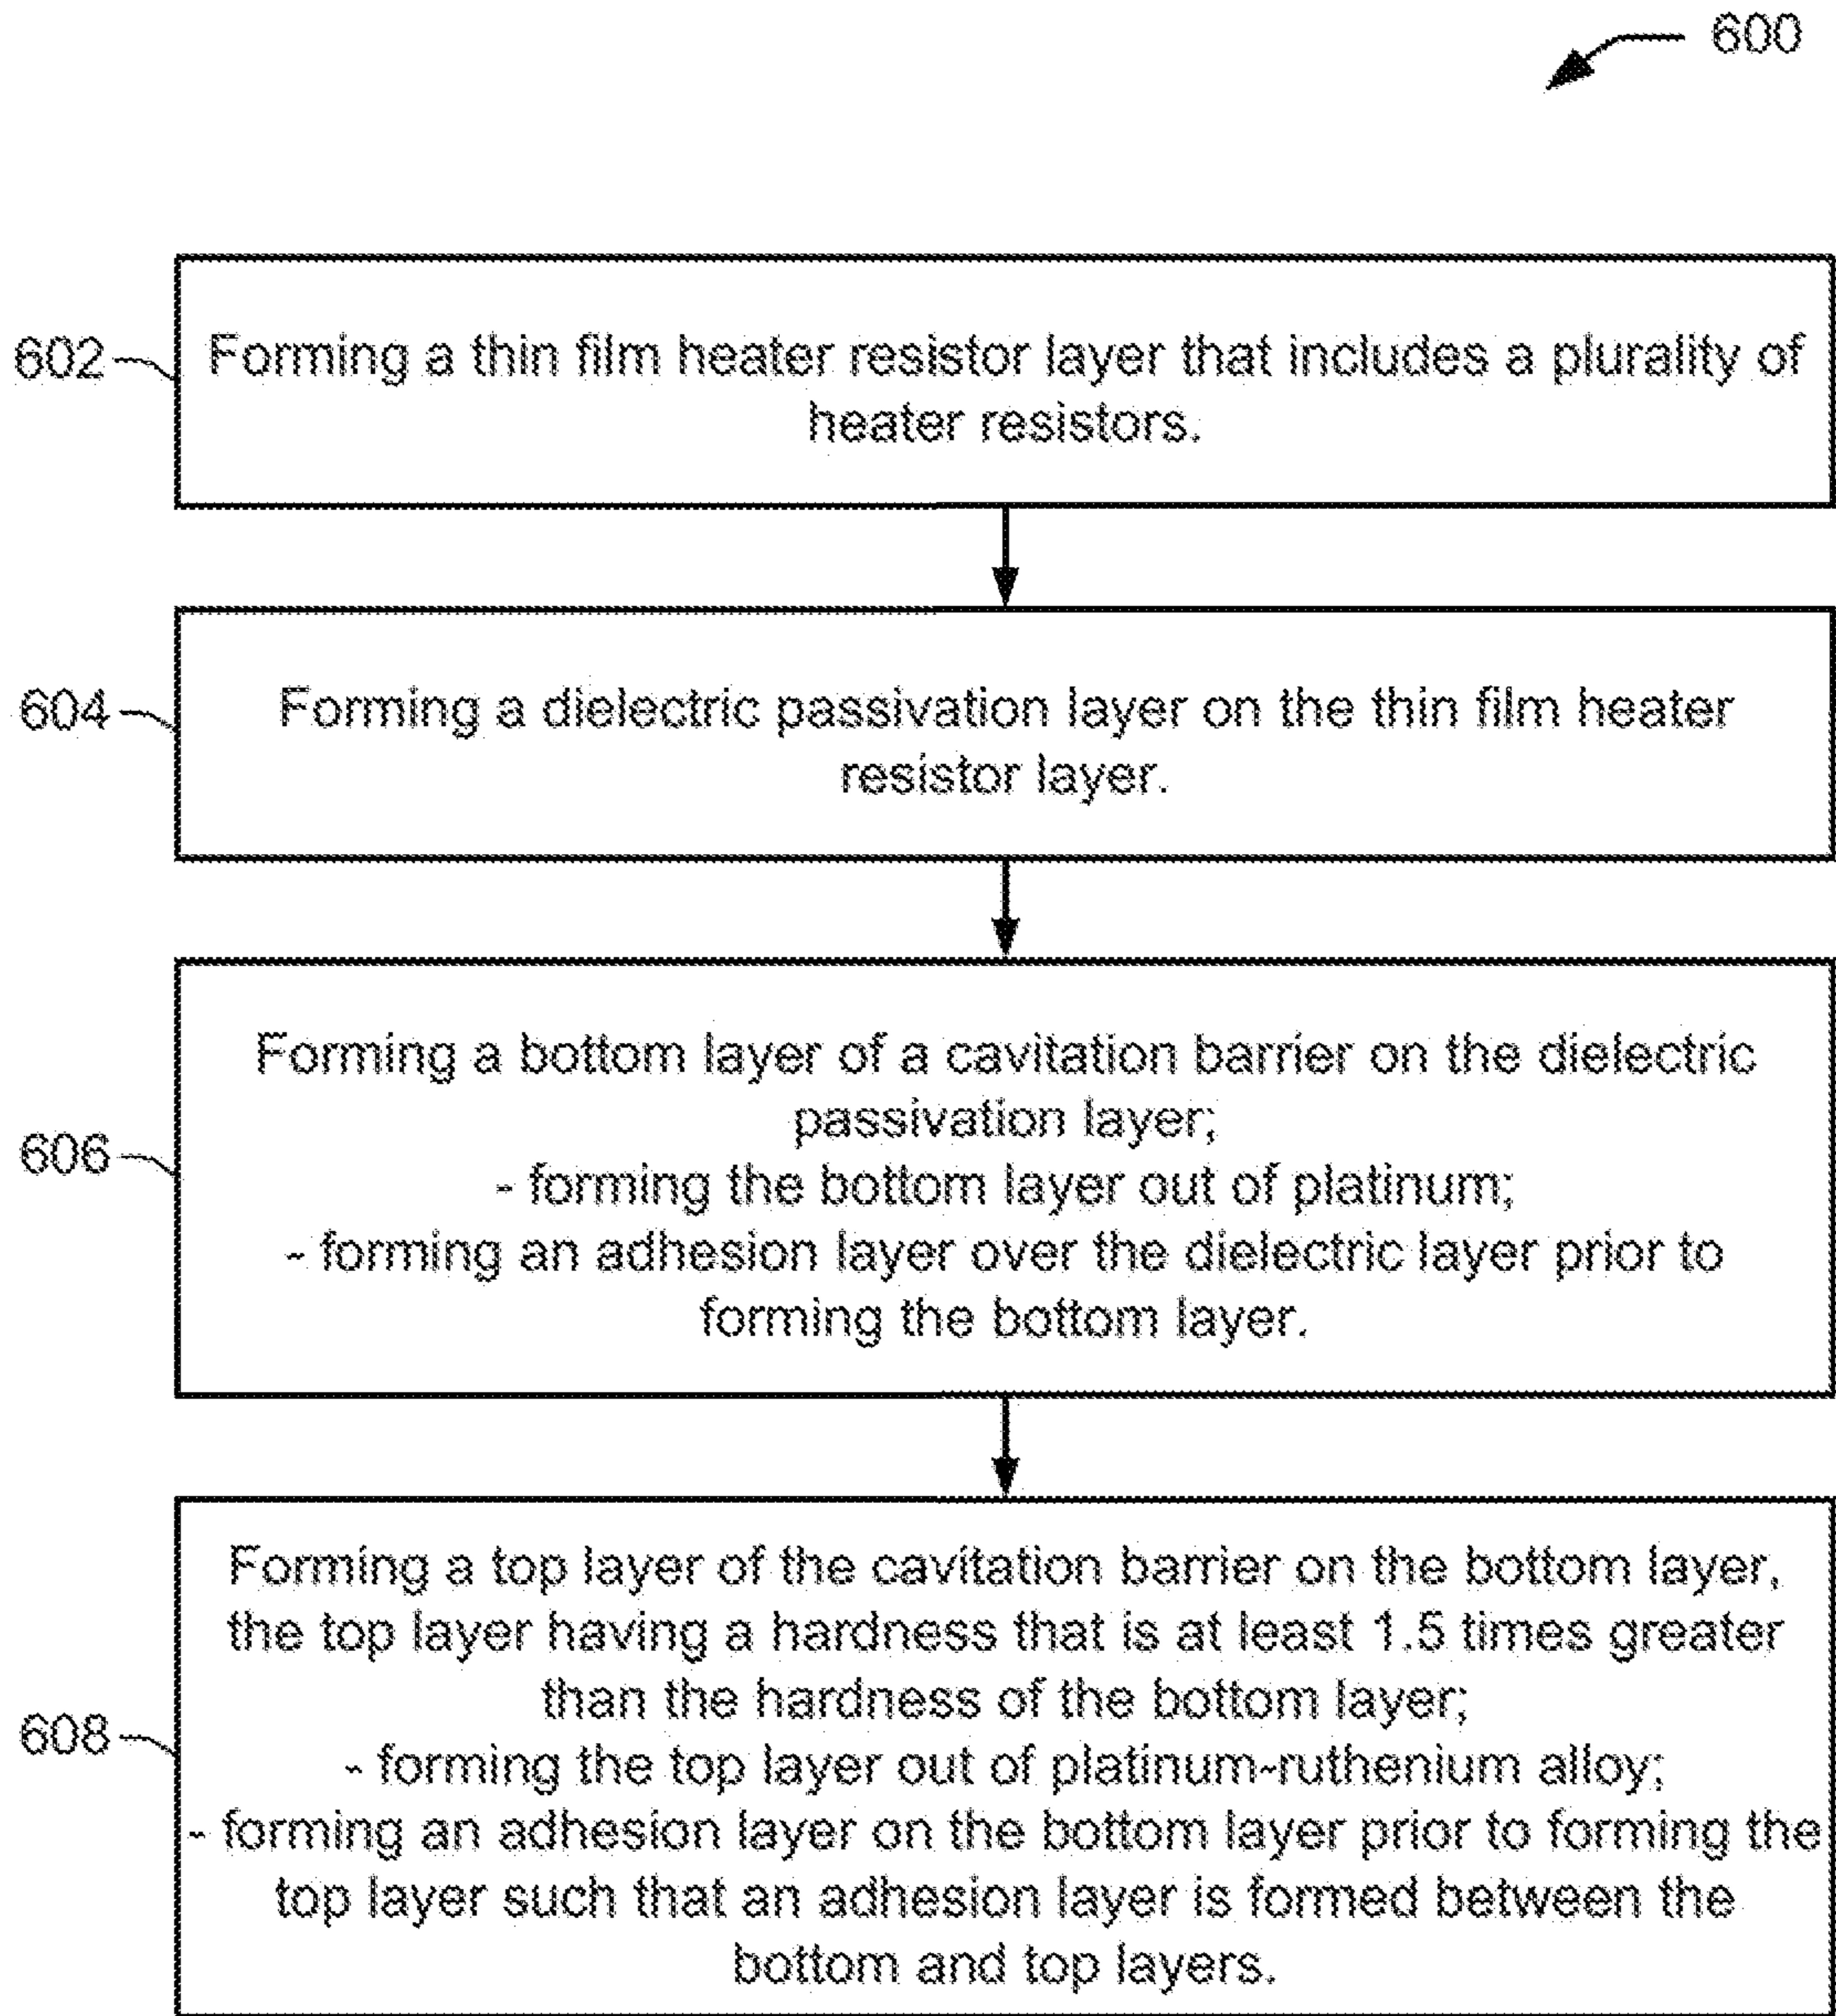 600
602
Forming a thin film heater resistor layer that includes a plurality of
heater resistors.
604
Forming a dielectric passivation layer on the thin film heater
resistor layer.
606
Forming a bottom layer of a cavitation barrier on the dielectric
passivation layer;
- forming the bottom layer out of platinum;
- forming an adhesion layer over the dielectric layer prior to
forming the bottom layer.
608
Forming a top layer of the cavitation barrier on the bottom layer,
the top layer having a hardness that is at least 1.5 times greater
than the hardness of the bottom layer;
- forming the top layer out of platinum-ruthenium alloy;
- forming an adhesion layer on the bottom layer prior to forming the
top layer such that an adhesion layer is formed between the
bottom and top layers.